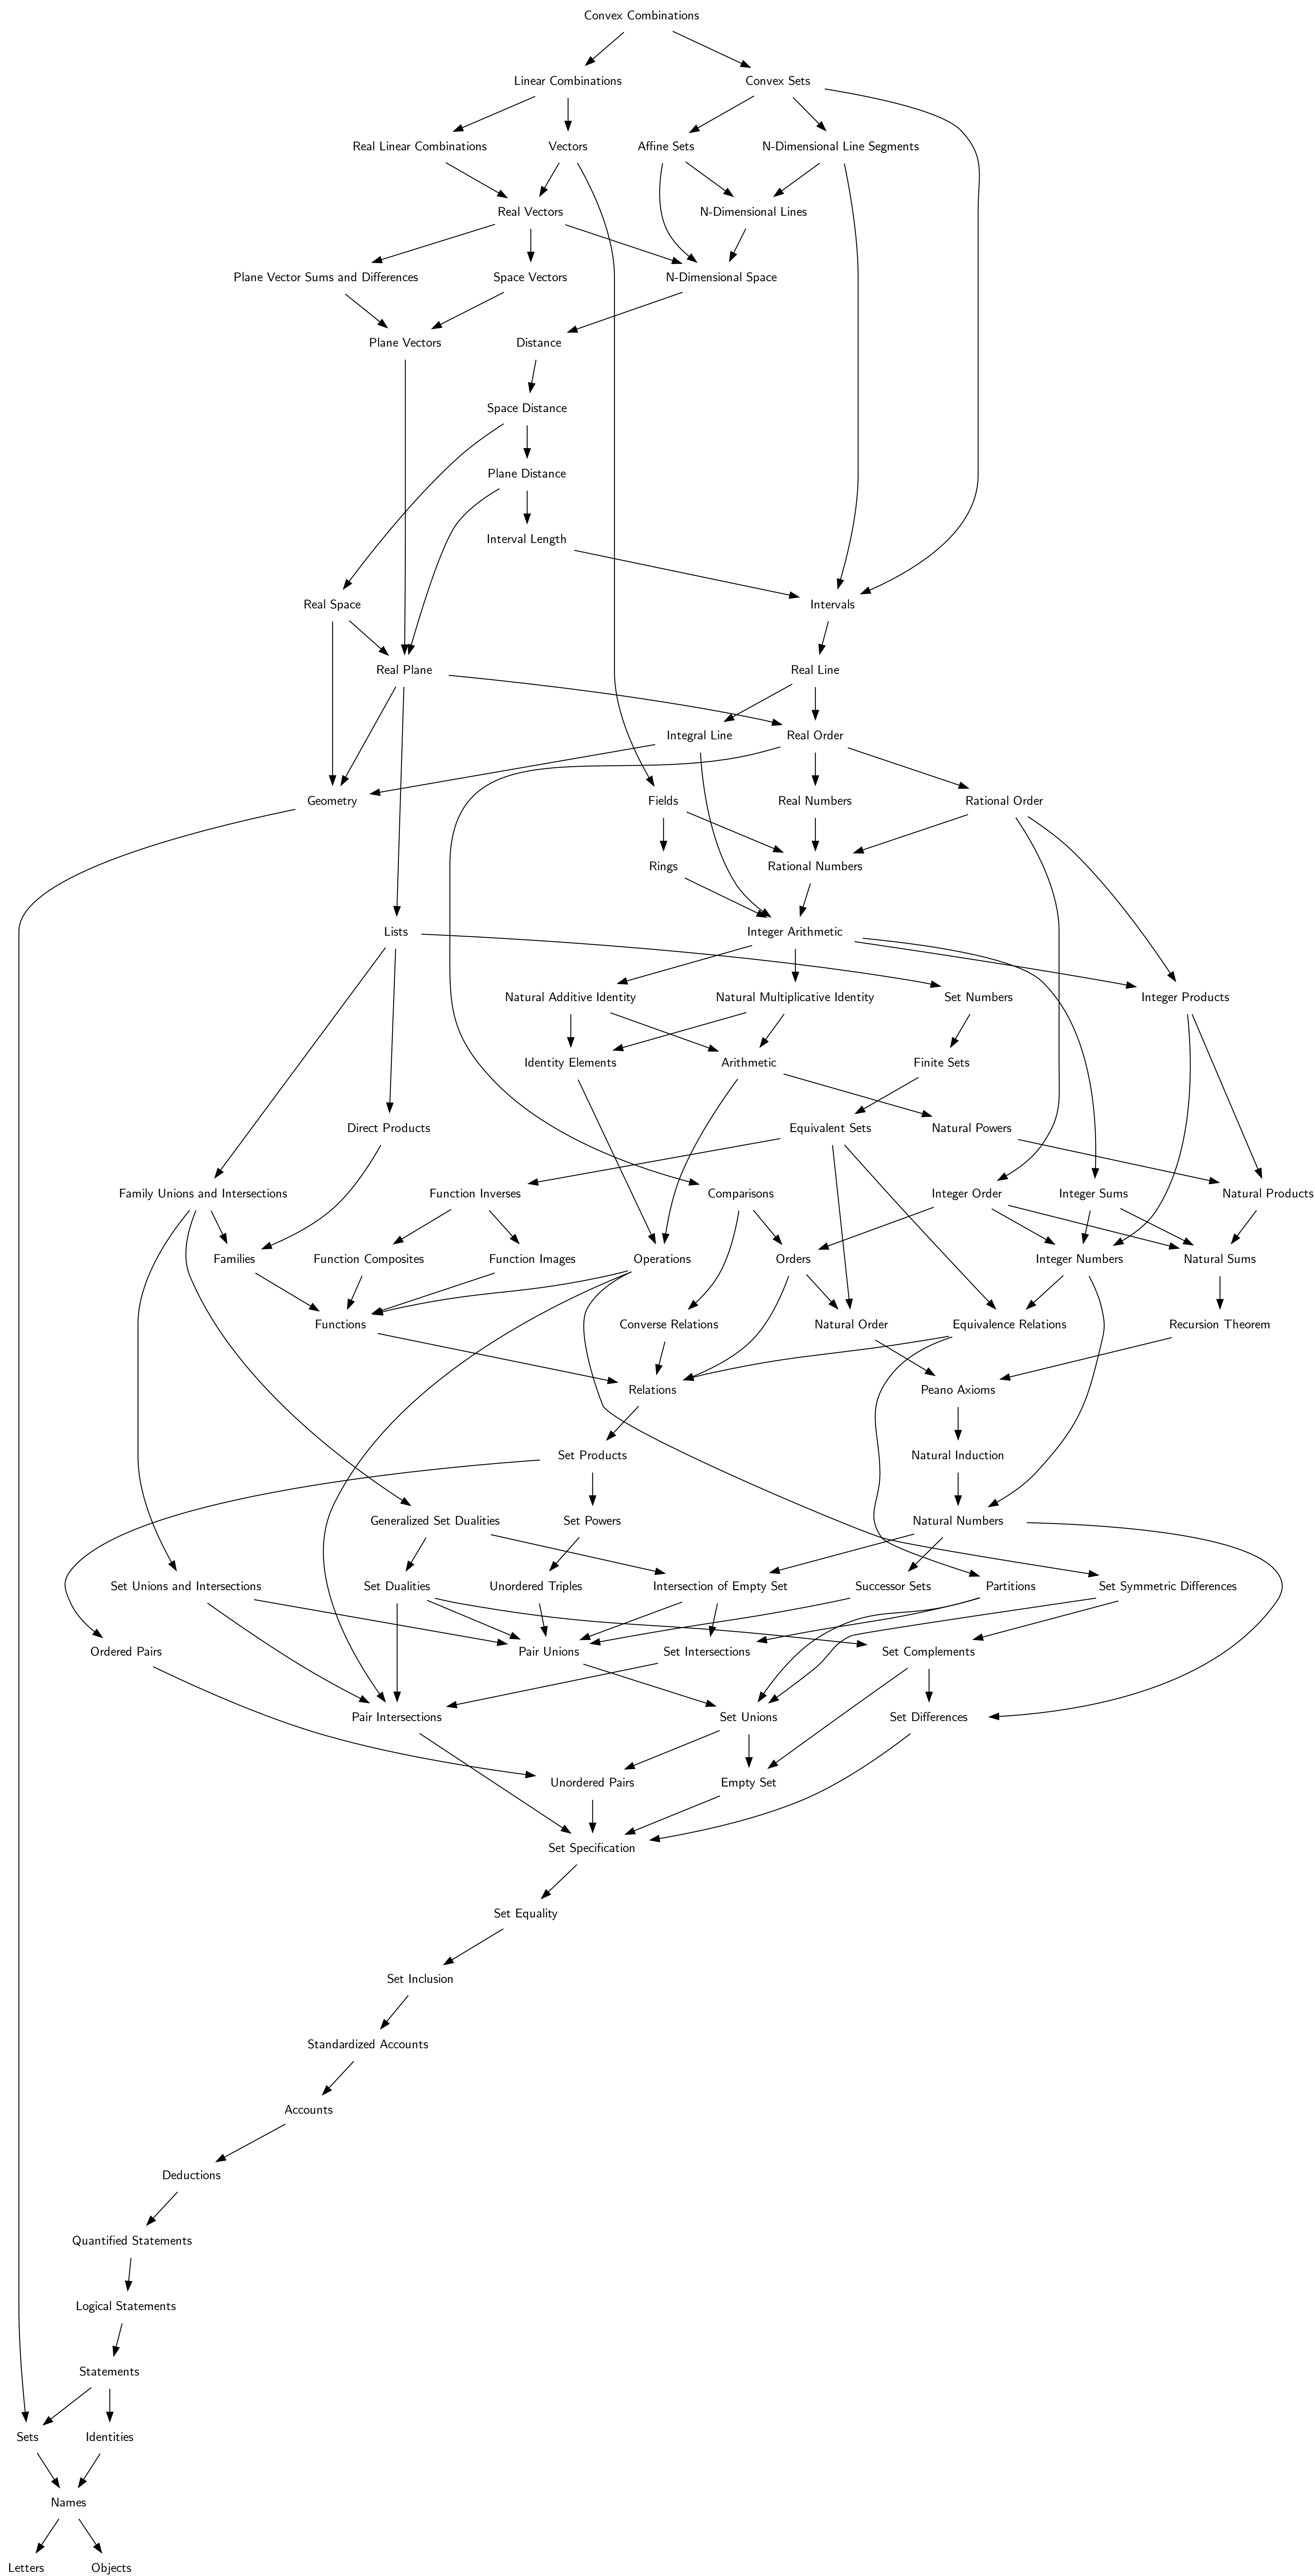 Convex Combinations
Linear Combinations
Convex Sets
Real Linear Combinations
Vectors
Affine Sets
N-Dimensional Line Segments
Real Vectors
N-Dimensional Lines
Plane Vector Sums and Differences
Space Vectors
N-Dimensional Space
Plane Vectors
Distance
Space Distance
Plane Distance
Interval Length
Real Space
Intervals
Real Plane
Real Line
Integral Line
Real Order
Geometry
Fields
Real Numbers
Rational Order
Rings
Rational Numbers
Lists
Integer Arithmetic
Natural Additive Identity
Natural Multiplicative Identity
Set Numbers
Integer Products
Identity Elements
Arithmetic
Finite Sets
Direct Products
Equivalent Sets
Natural Powers
Family Unions and Intersections
Function Inverses
Comparisons
Integer Order
Integer Sums
Natural Products
Families
Function Composites
Function Images
Operations
Orders
Integer Numbers
Natural Sums
Functions
Converse Relations
Natural Order
Equivalence Relations
Recursion Theorem
Relations
Peano Axioms
Set Products
Natural Induction
Generalized Set Dualities
Set Powers
Natural Numbers
Set Unions and Intersections
Set Dualities
Unordered Triples
Intersection of Empty Set
Successor Sets
Partitions
Set Symmetric Differences
Ordered Pairs
Pair Unions
Set Intersections
Set Complements
Pair Intersections
Set Unions
Set Differences
Unordered Pairs
Empty Set
Set Specification
Set Equality
Set Inclusion
Standardized Accounts
Accounts
Deductions
Quantified Statements
Logical Statements
Statements
Sets
Identities
Names
Letters
Objects